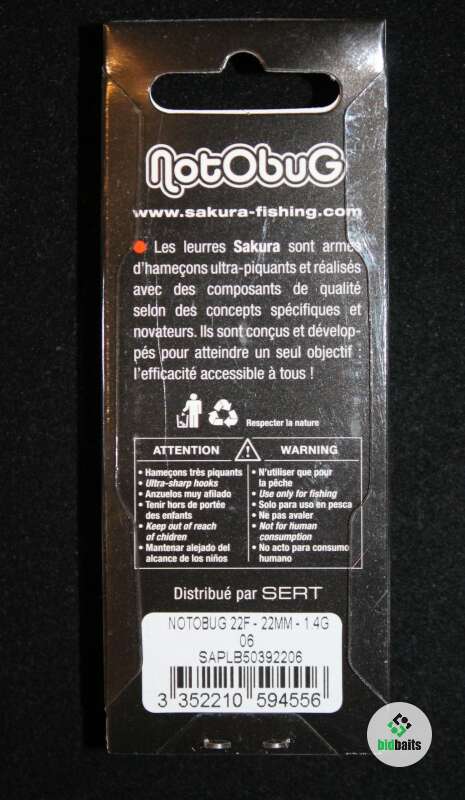 notObuG
www.sakura-fishing.com
Les leurres Sakura sont armés
d'hameçons ultra-piquants et réalisés
avec des composants de qualité
selon des concepts spécifiques et
novateurs. Ils sont conçus et dévelop-
pés pour atteindre un seul objectif :
l'efficacité accessible à tous !
Respecter la nature
ATTENTION WARNING
• Hameçons très piquants
• Ultra-sharp hooks
• Anzuelos muy afilado
• Tenir hors de portée
des enfants
• Keep out of reach
of chidren
• Mantenar alejado del
alcance de los niños
• N'utiliser que pour
la pêche
• Use only for fishing
• Solo para uso en pesca
• Ne pas avaler
• Not for human
consumption
• No acto para consumo
humano
Distribué par SERT
NOTOBUG 22F - 22MM - 1 4G
06
SAPLB50392206
3 352210 594556
bidbaits